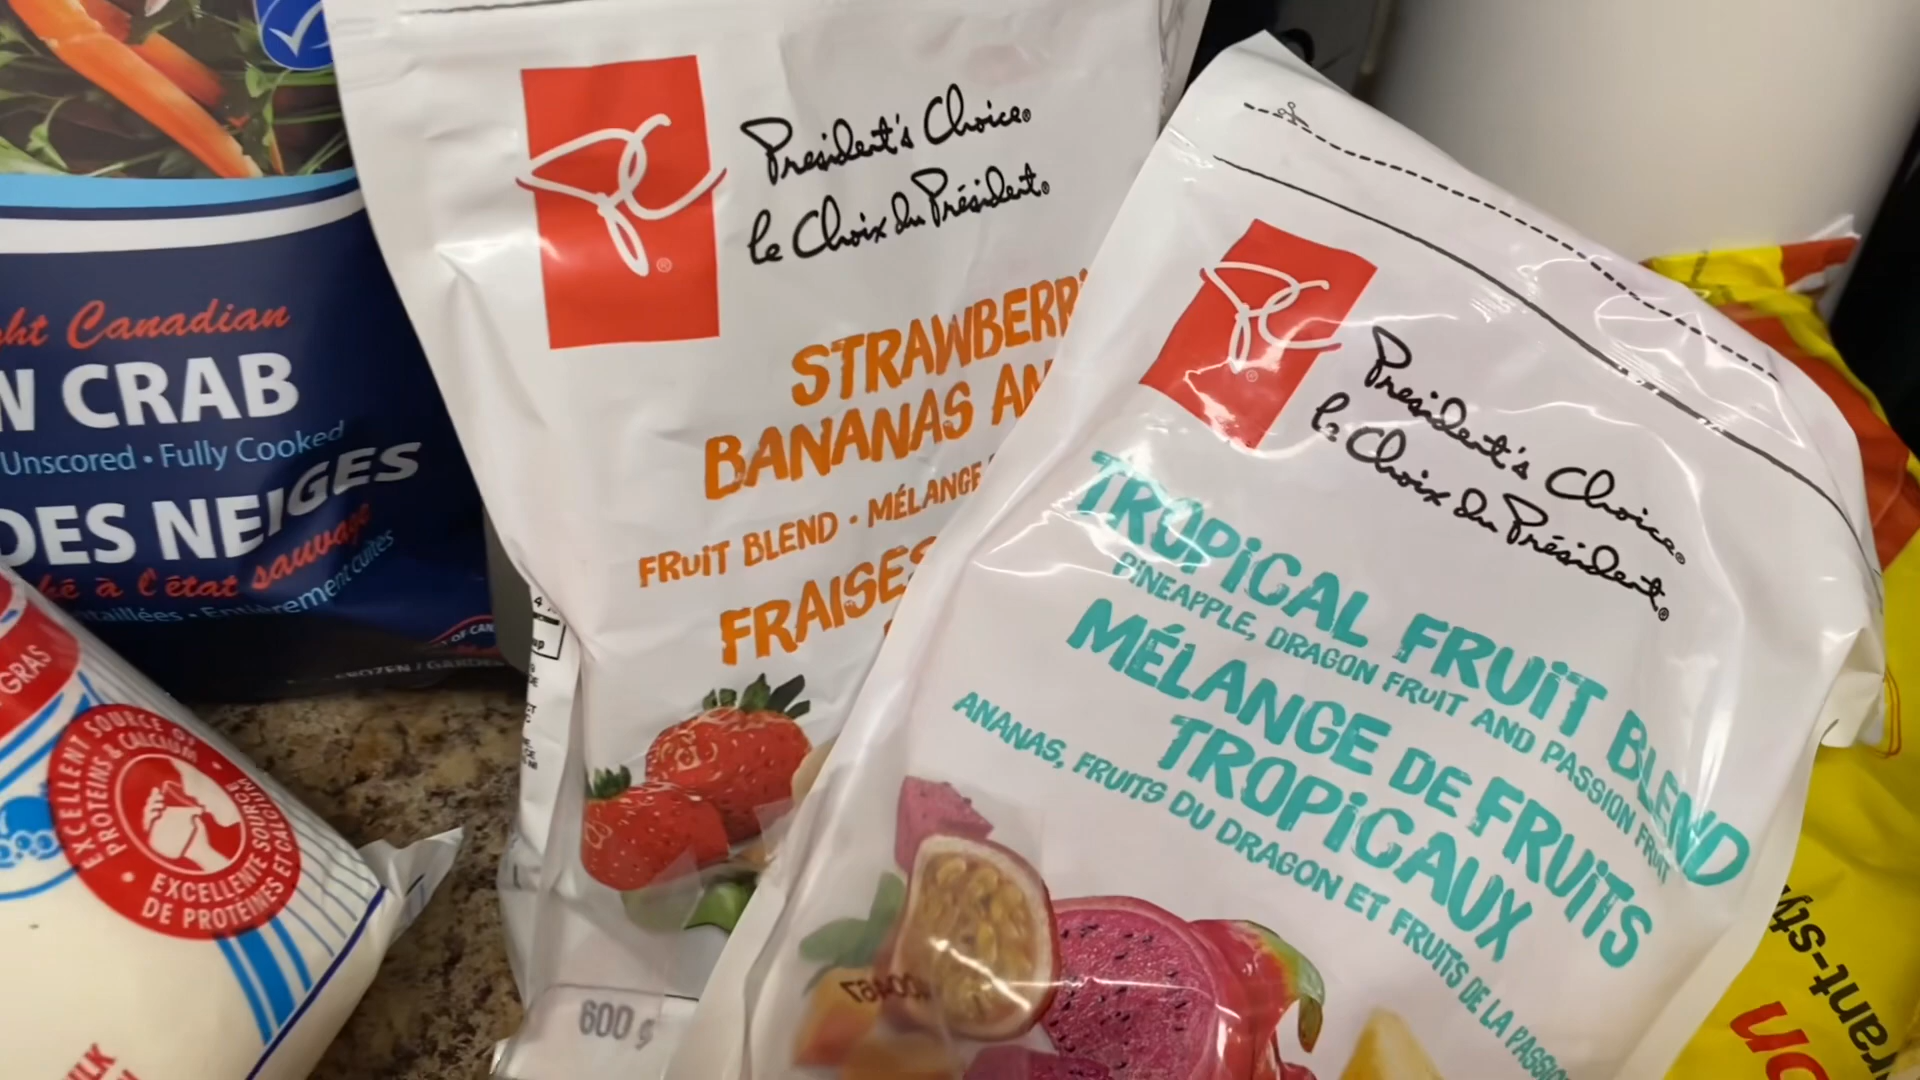 Canadian
CRAB
Unscored • Fully Cooked
DES NEIGES
à l'état sauvage
Entièrement cuites
GRAS
EXCELLENT SOURCE OF
PROTEINS & CALCIUM
EXCELLENTE SOURCE
DE PROTÉINES ET CALCIUM
President's Choice®
le Choix du Président®
BANANAS
FRUIT BLEND • MÉLANGE
FRAISES
600 g
President's Choice®
le Choix du Président®
TROPICAL FRUIT BLEND
PINEAPPLE, DRAGON FRUIT AND PASSION FRUIT
MÉLANGE DE FRUITS
TROPICAUX
ANANAS, FRUITS DU DRAGON ET FRUITS DE LA PASSION